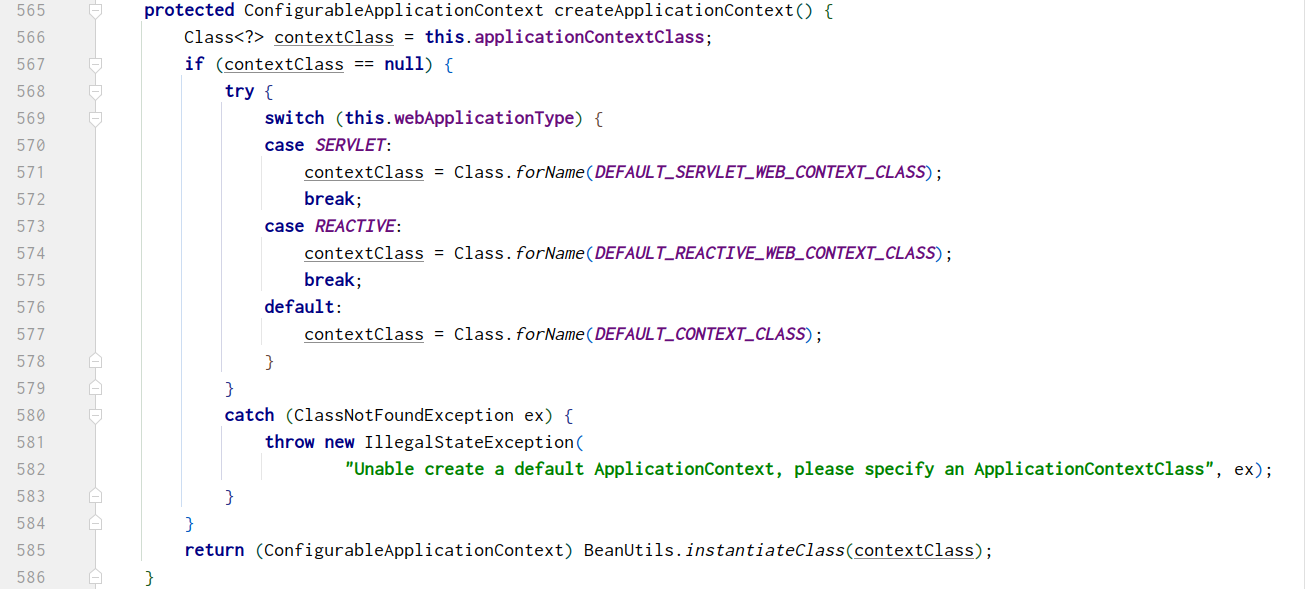 565 protected ConfigurableApplicationContext createApplicationContext() {
566 Class<?> contextClass = this.applicationContextClass;
567 if (contextClass == null) {
568 try {
569 switch (this.webApplicationType) {
570 case SERVLET:
571 contextClass = Class.forName(DEFAULT_SERVLET_WEB_CONTEXT_CLASS);
572 break;
573 case REACTIVE:
574 contextClass = Class.forName(DEFAULT_REACTIVE_WEB_CONTEXT_CLASS);
575 break;
576 default:
577 contextClass = Class.forName(DEFAULT_CONTEXT_CLASS);
578 }
579 }
580 catch (ClassNotFoundException ex) {
581 throw new IllegalStateException(
582 "Unable create a default ApplicationContext, please specify an ApplicationContextClass", ex);
583 }
584 }
585 return (ConfigurableApplicationContext) BeanUtils.instantiateClass(contextClass);
586 }